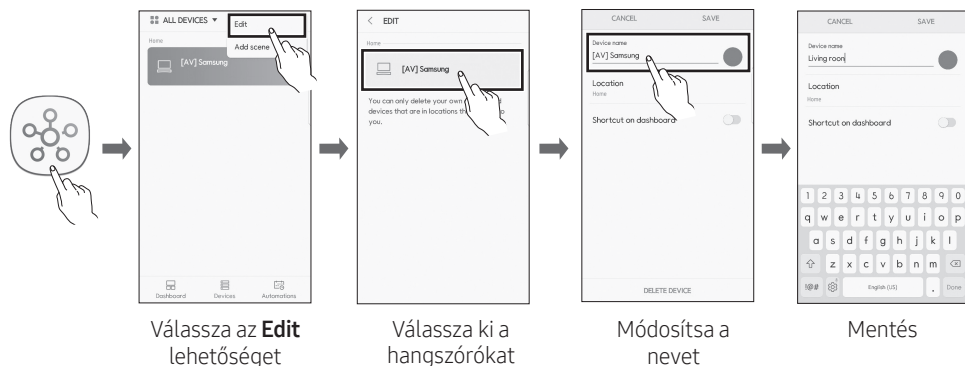 ALL DEVICES
Edit
Home
Add scene
[AV] Samsung
Dashboard
Devices
Automations
Válassza az Edit
lehetőséget
< EDIT
Home
[AV] Samsung
You can only delete your own
devices that are in locations
you.
Válassza ki a
hangszórókat
CANCEL
SAVE
Device name
[AV] Samsung
Location
Home
Shortcut on dashboard
DELETE DEVICE
Módosítsa a
nevet
CANCEL
SAVE
Device name
Living roon
Location
Home
Shortcut on dashboard
1 2 3 4 5 6 7 8 9 0
q w e r t y u i o p
a s d f g h j k l
z x c v b n m
!@# English (US) . Done
Mentés